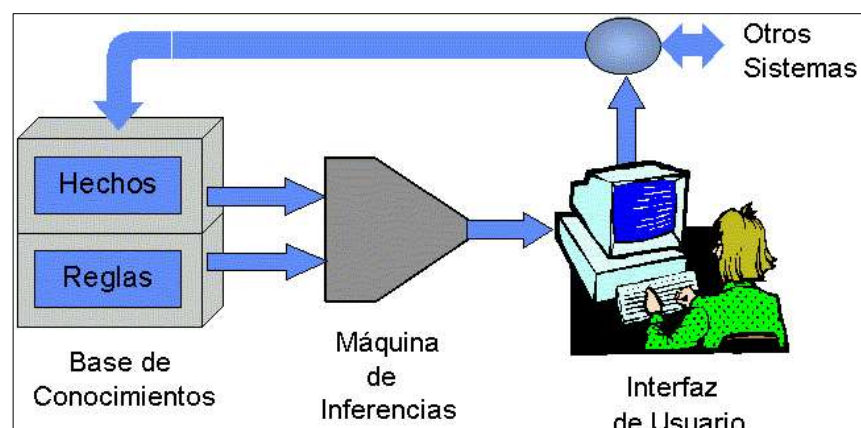 Otros
Sistemas
Hechos
Reglas
Base de
Conocimientos
Máquina
de
Inferencias
Interfaz
de Usuario